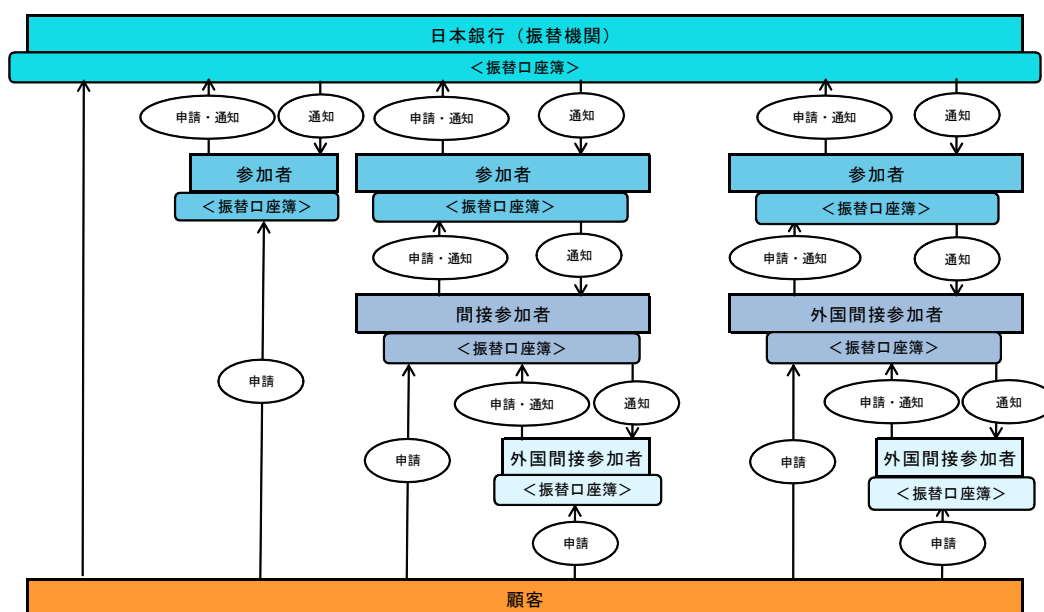 日本銀行（振替機関）
＜振替口座簿＞
申請・通知
通知
申請・通知
通知
申請・通知
通知
参加者
参加者
参加者
＜振替口座簿＞
＜振替口座簿＞
＜振替口座簿＞
申請・通知
通知
申請・通知
通知
間接参加者
外国間接参加者
＜振替口座簿＞
＜振替口座簿＞
申請
申請・通知
通知
申請・通知
通知
申請
外国間接参加者
申請
外国間接参加者
＜振替口座簿＞
＜振替口座簿＞
申請
申請
顧客